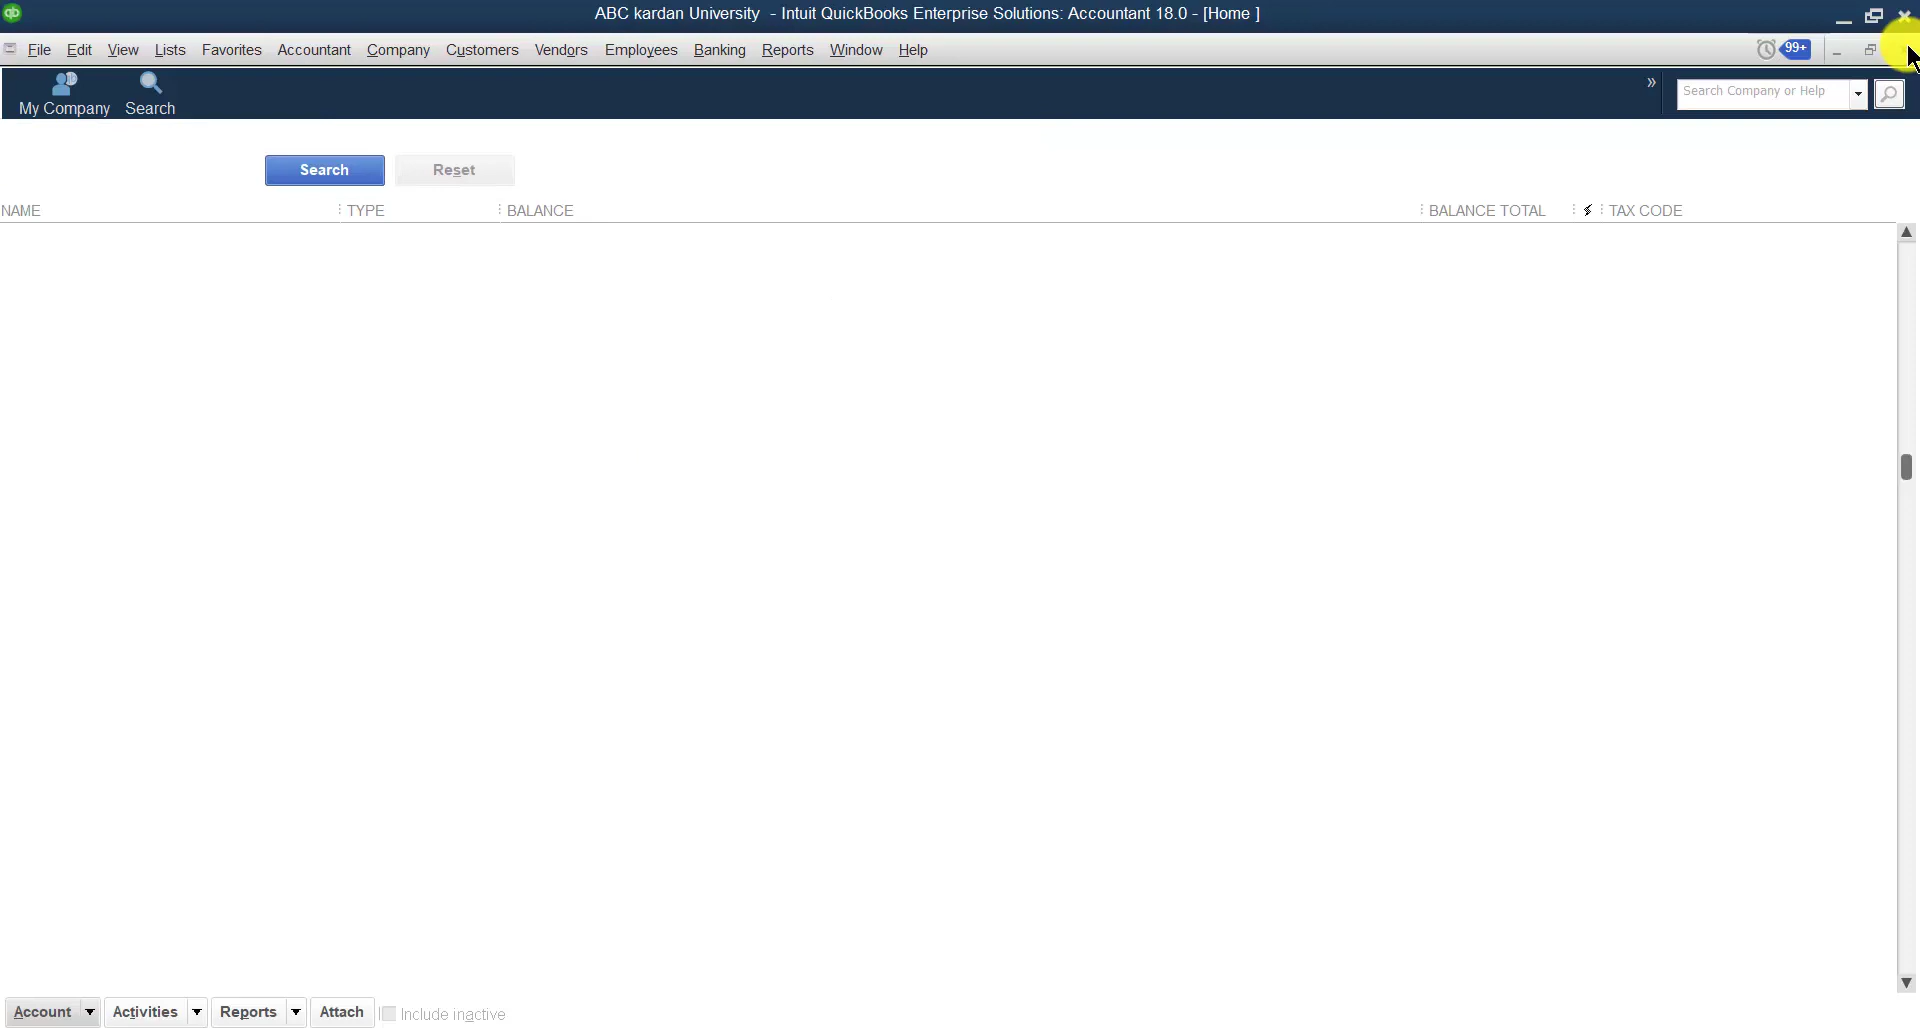 ABC kardan University - Intuit QuickBooks Enterprise Solutions: Accountant 18.0 - [Home ]
File Edit View Lists Favorites Accountant Company Customers Vendors Employees Banking Reports Window Help 99+
My Company Search » Search Company or Help
Search Reset
NAME TYPE BALANCE BALANCE TOTAL TAX CODE
Account Activities Reports Attach Include inactive